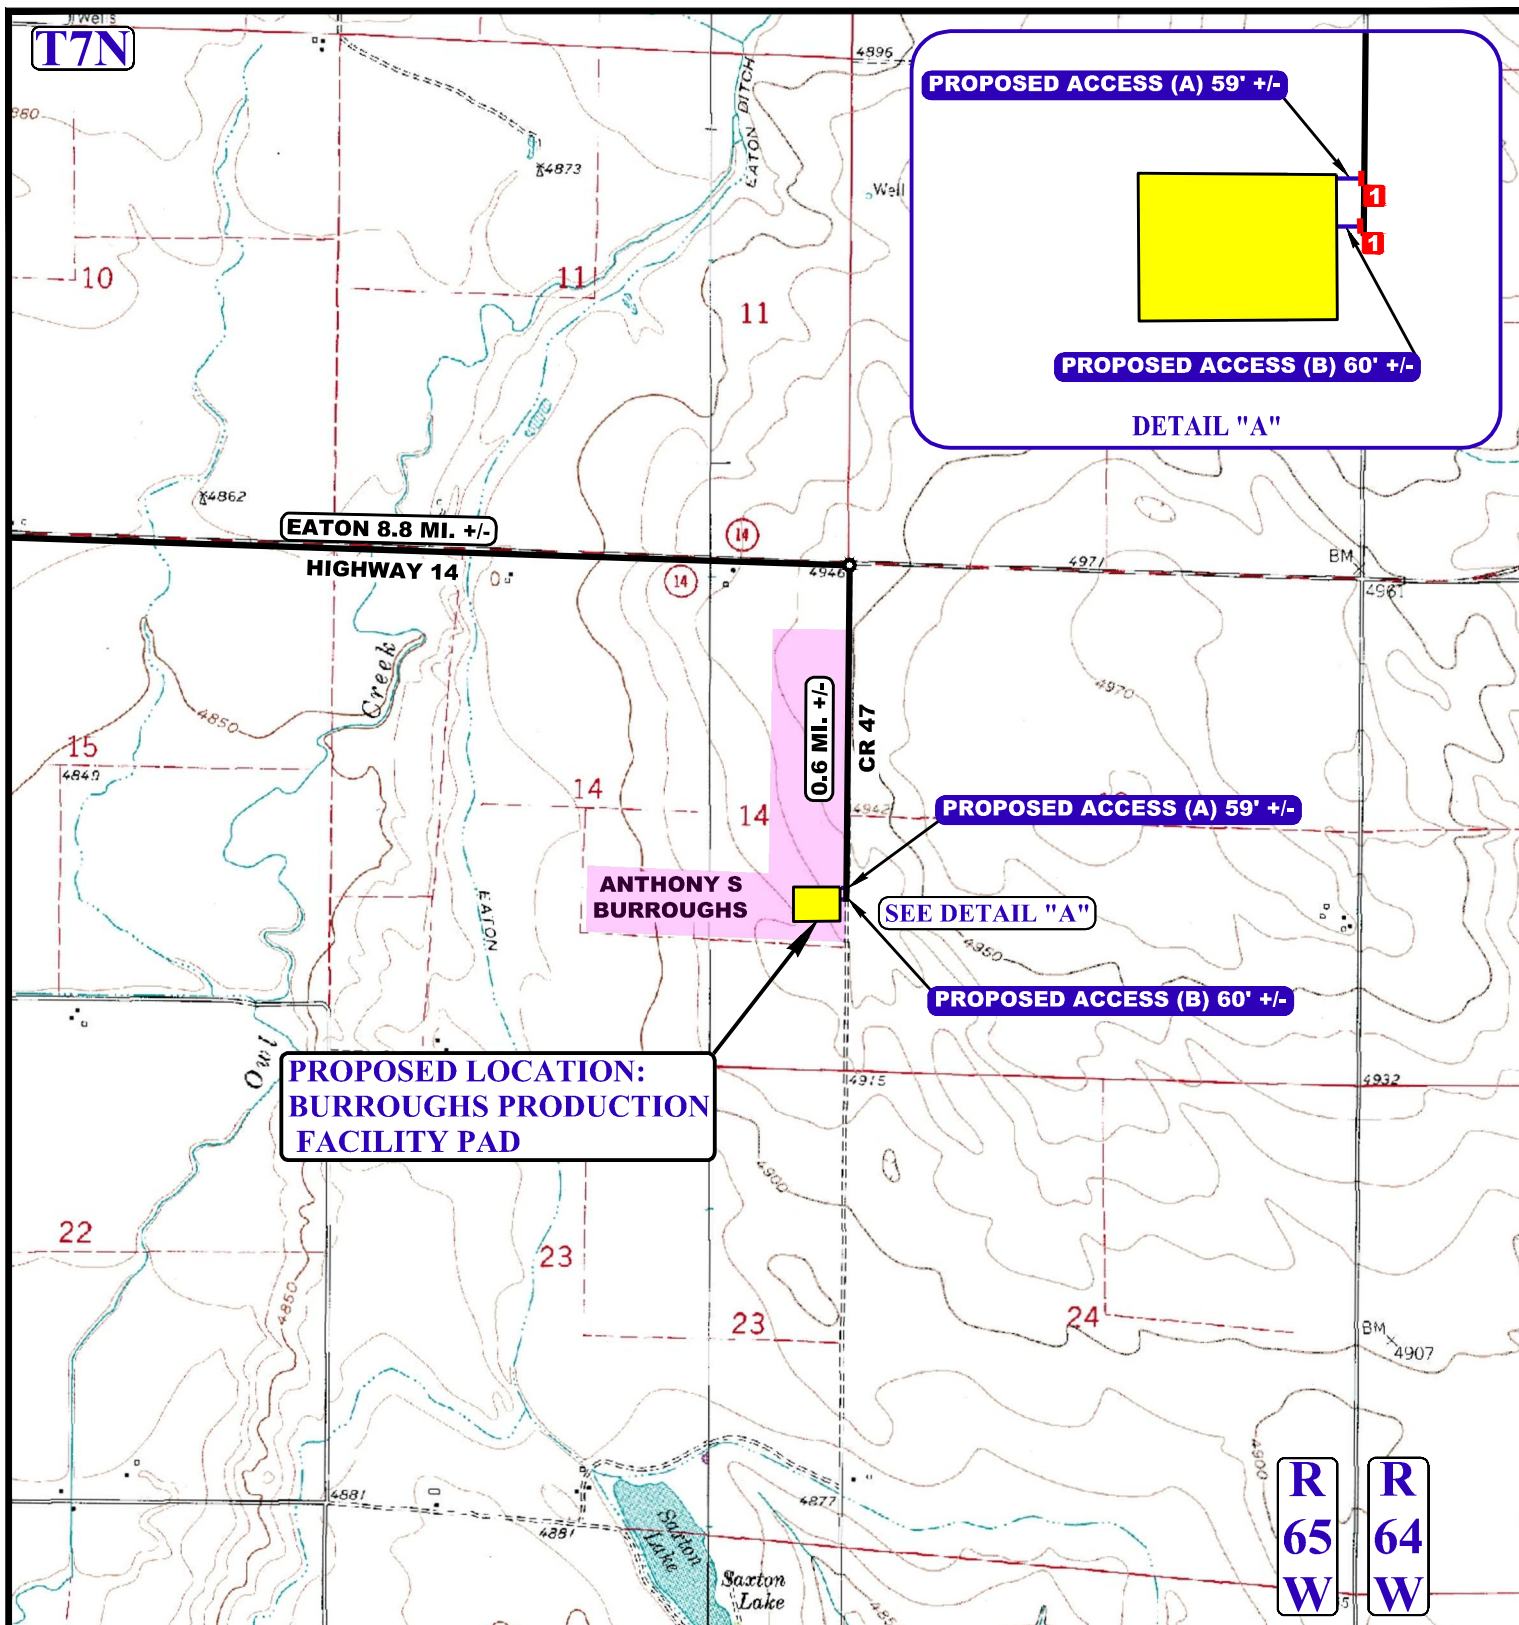 Wells
T7N
4896
EATON DITCH
4873
Well
10
11
11
PROPOSED ACCESS (A) 59' +/-
1
1
PROPOSED ACCESS (B) 60' +/-
DETAIL "A"
4862
EATON 8.8 MI. +/-
HIGHWAY 14
14
14
4946
4971
BM
4961
Creek
4850
4970
15
4849
0.6 MI. +/-
CR 47
14
14
4942
PROPOSED ACCESS (A) 59' +/-
ANTHONY S
BURROUGHS
SEE DETAIL "A"
EATON
4950
PROPOSED ACCESS (B) 60' +/-
Owl
PROPOSED LOCATION:
BURROUGHS PRODUCTION
FACILITY PAD
4915
4932
4900
22
23
23
24
4850
BM
4907
4900
4881
4881
4877
Saxton
Lake
Saxton
Lake
R
65
W
R
64
W